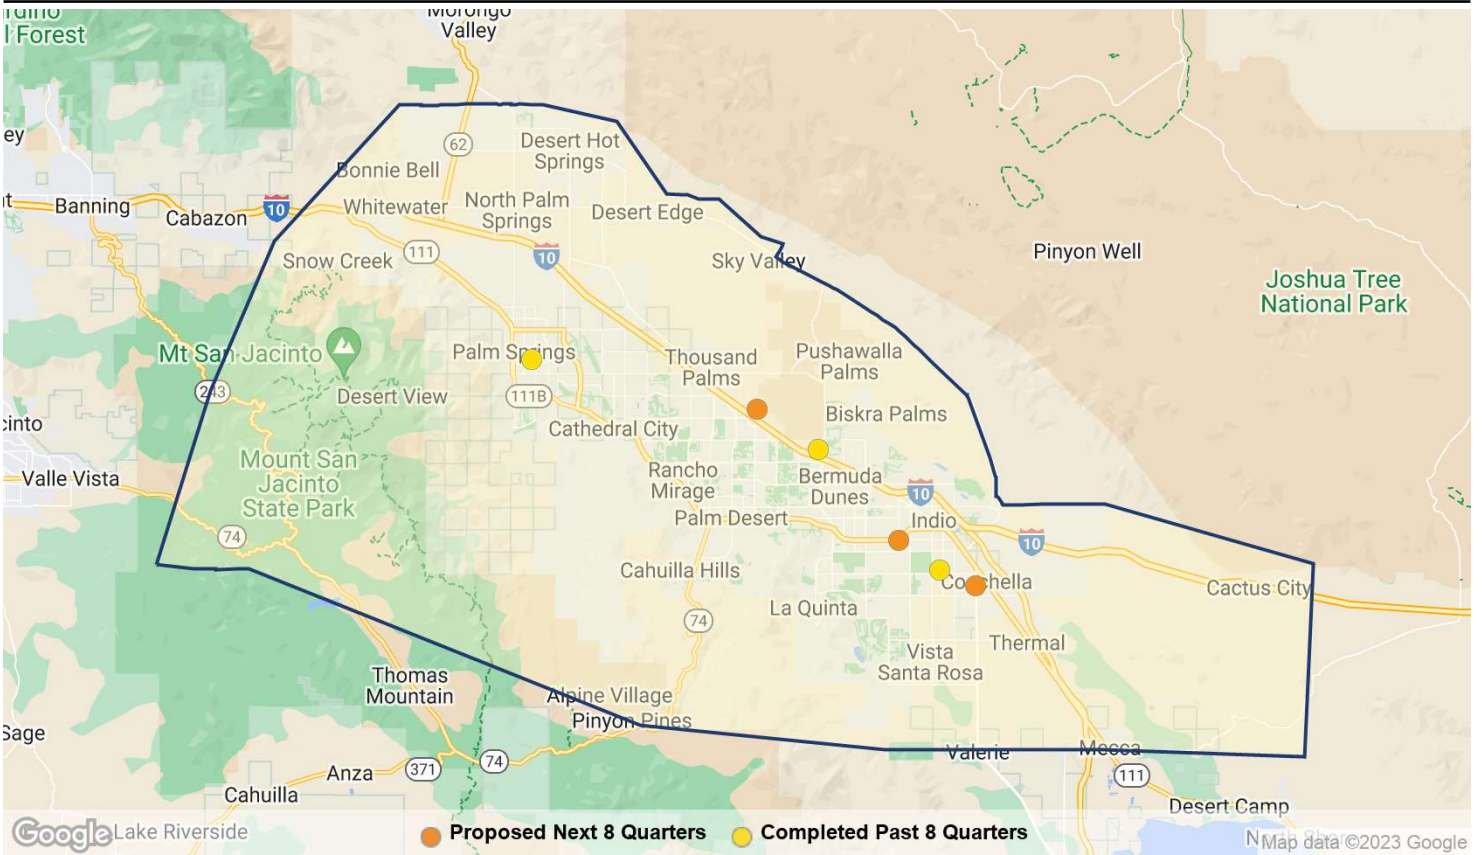 Morongo
Valley
l Forest
ey
62
Desert Hot
Springs
Bonnie Bell
Banning
Cabazon
10
Whitewater
North Palm
Springs
Desert Edge
111
10
Snow Creek
Sky Valley
Pinyon Well
Joshua Tree
National Park
Mt San Jacinto
Palm Springs
Thousand
Palms
Pushawalla
Palms
243
Desert View
111B
Biskra Palms
cinto
Cathedral City
Valle Vista
Mount San
Jacinto
State Park
Rancho
Mirage
Bermuda
Dunes
10
Palm Desert
Indio
74
10
Cahuilla Hills
Coachella
Cactus City
La Quinta
74
Thermal
Vista
Santa Rosa
Thomas
Mountain
Alpine Village
Pinyon Pines
Sage
Valerie
Mecca
Anza
371
74
111
Cahuilla
Desert Camp
Google
Lake Riverside
Proposed Next 8 Quarters
Completed Past 8 Quarters
Map data ©2023 Google